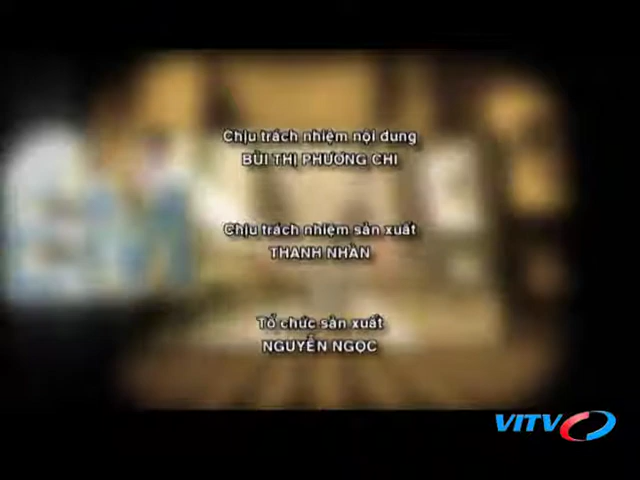 Chịu trách nhiệm nội dung
BÙI THỊ PHƯƠNG CHI
Chịu trách nhiệm sản xuất
THANH NHÀN
Tổ chức sản xuất
NGUYỄN NGỌC
VITV